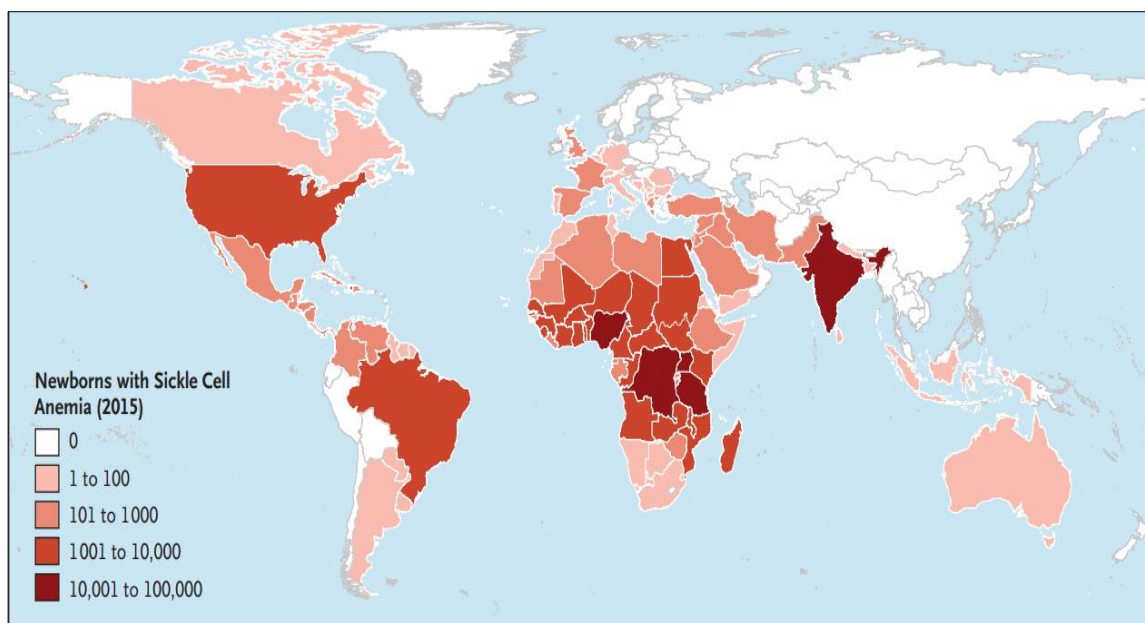 Newborns with Sickle Cell
Anemia (2015)
0
1 to 100
101 to 1000
1001 to 10,000
10,001 to 100,000